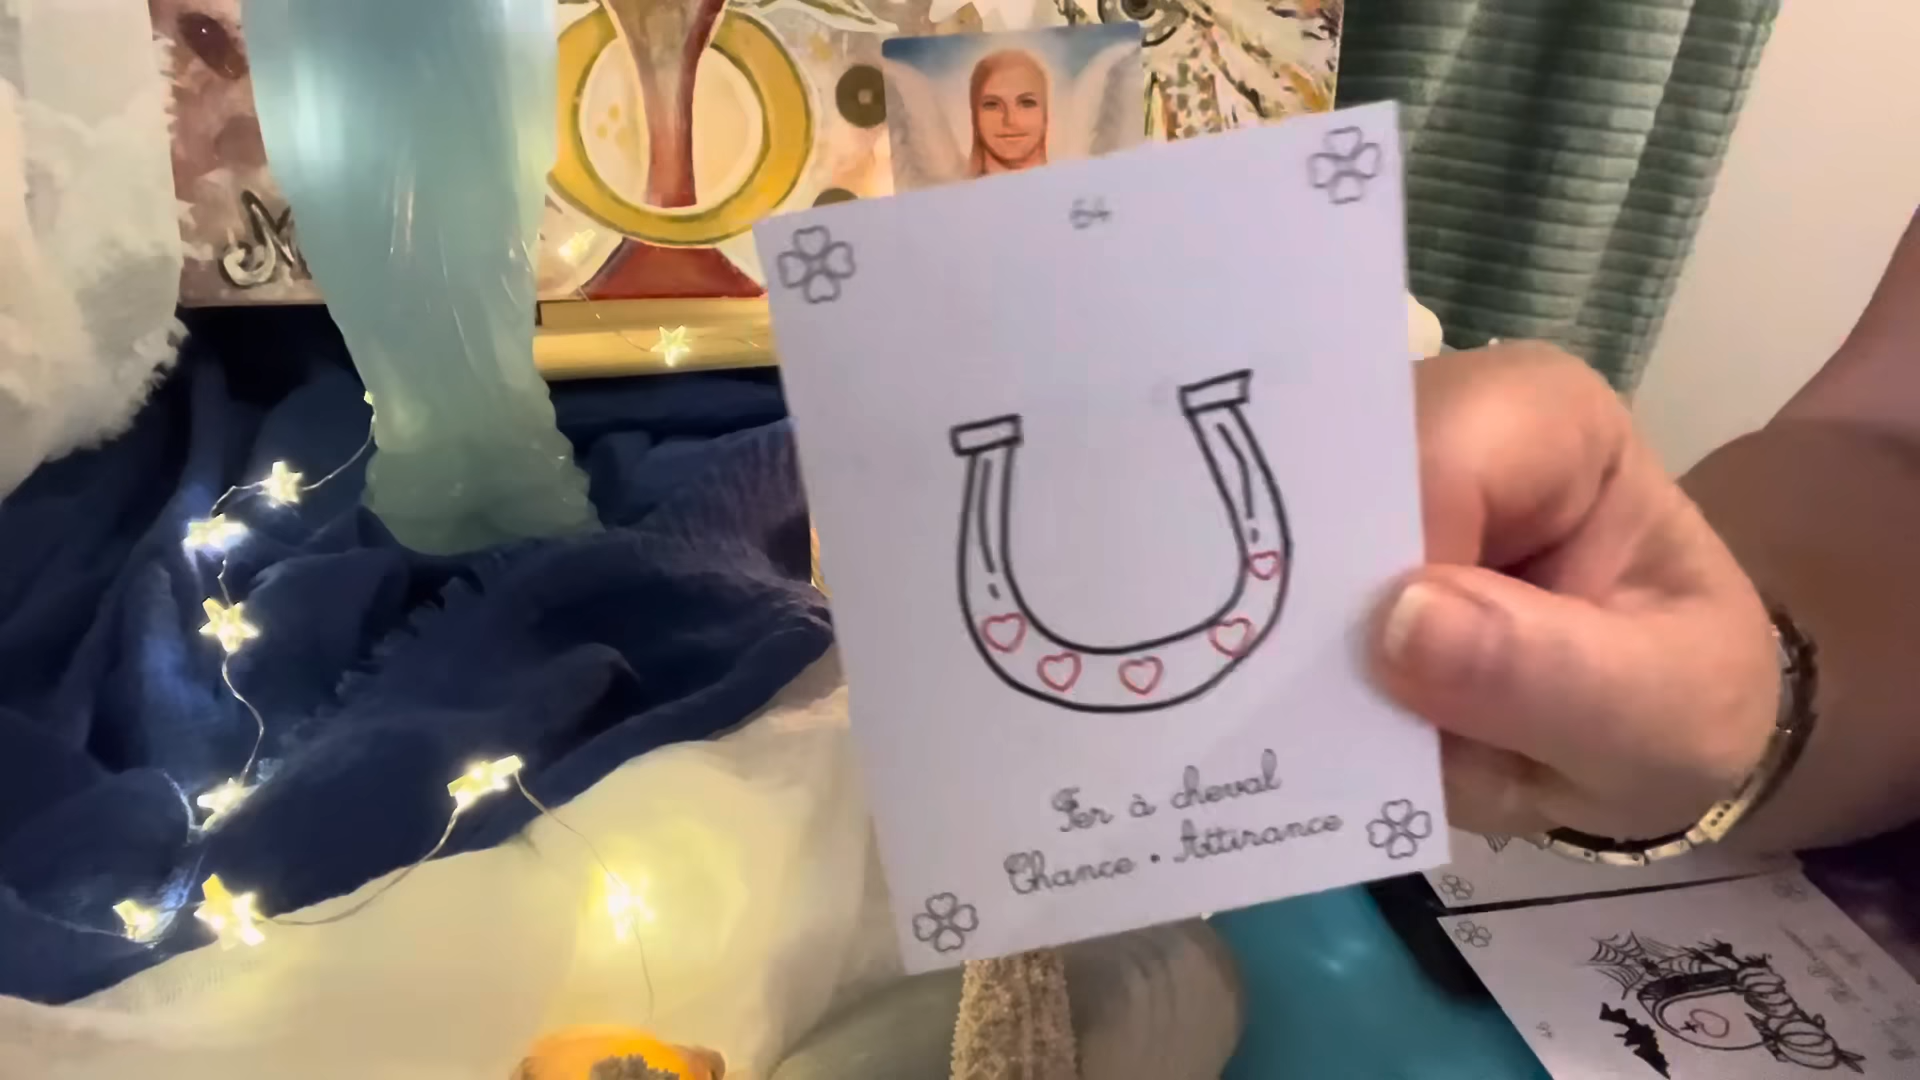 64
Fer à cheval
Chance • Attirance